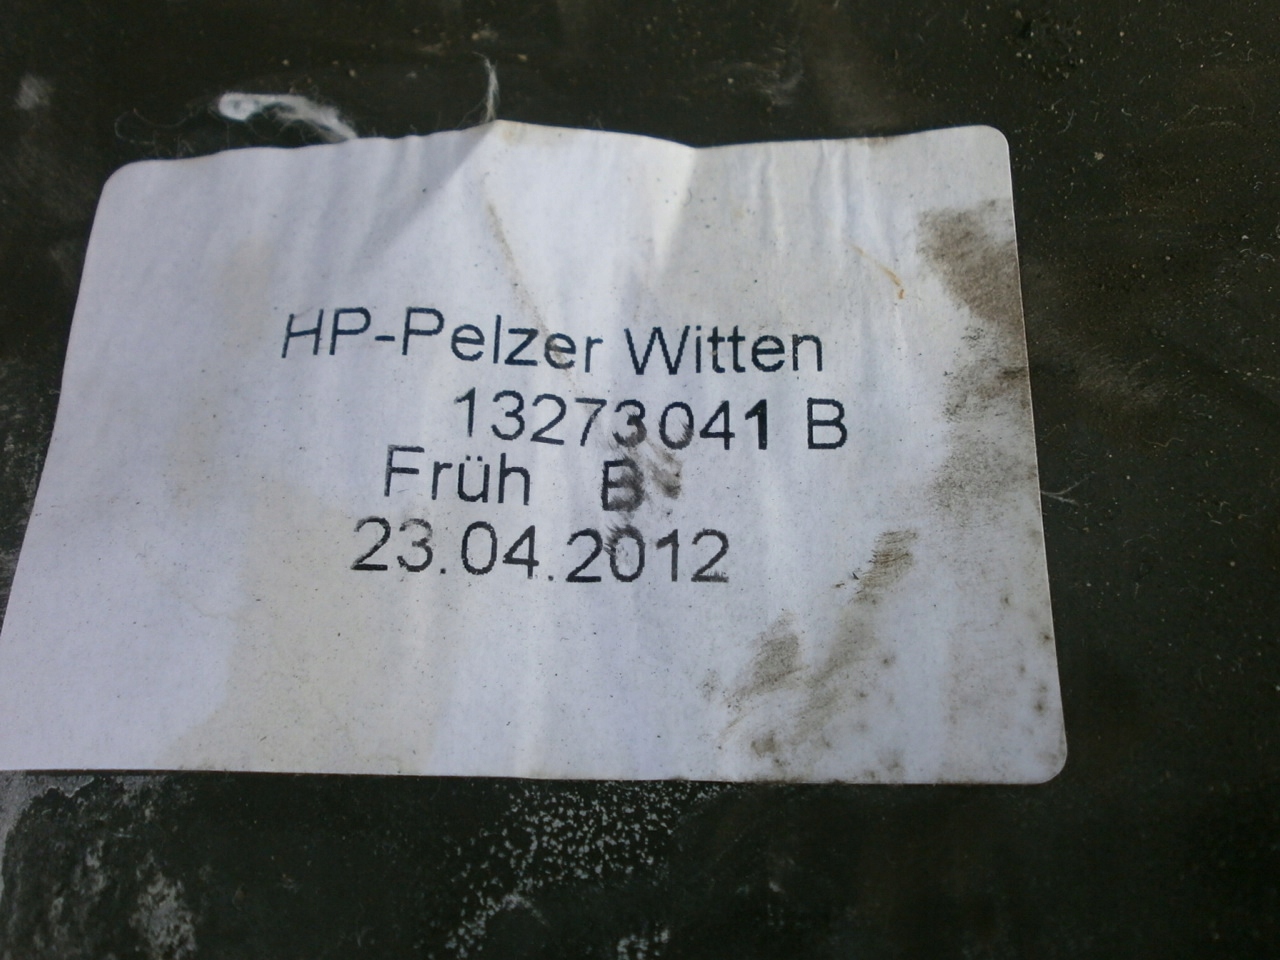 HP-Pelzer Witten
13273041 B
Früh B
23.04.2012